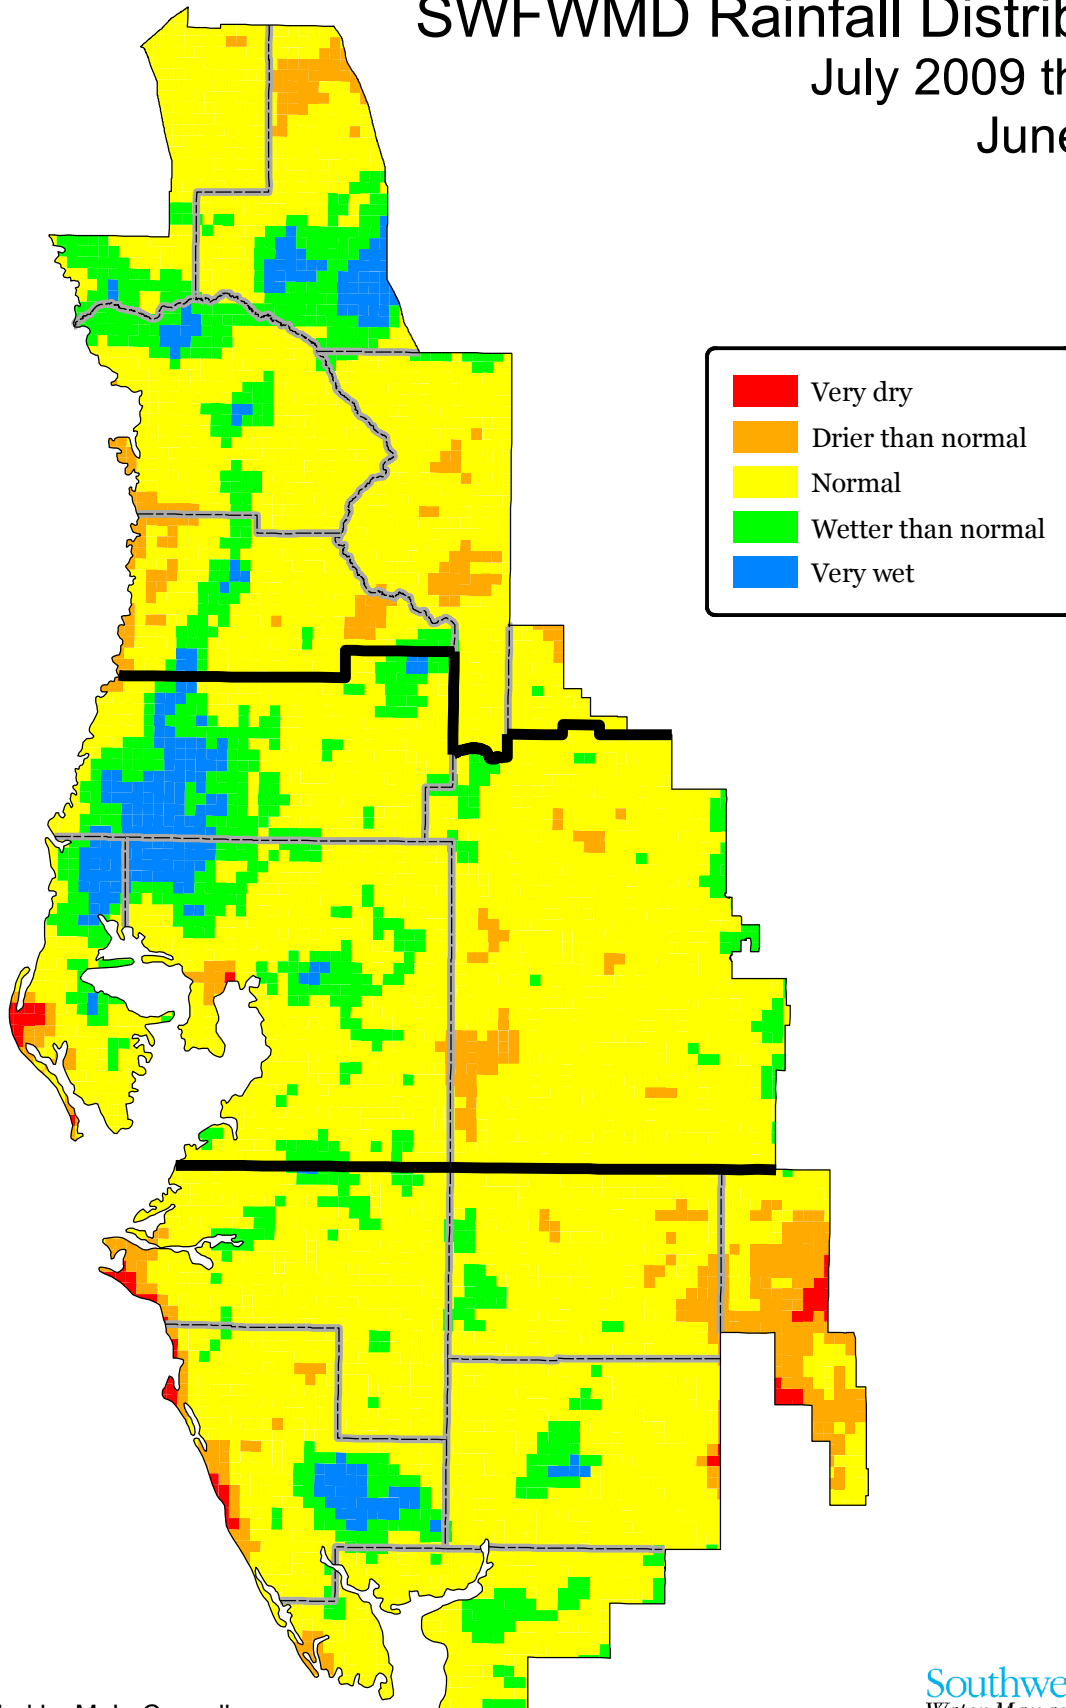 SWFWMD Rainfall Distrib
July 2009 th
June
Very dry
Drier than normal
Normal
Wetter than normal
Very wet
Southwe